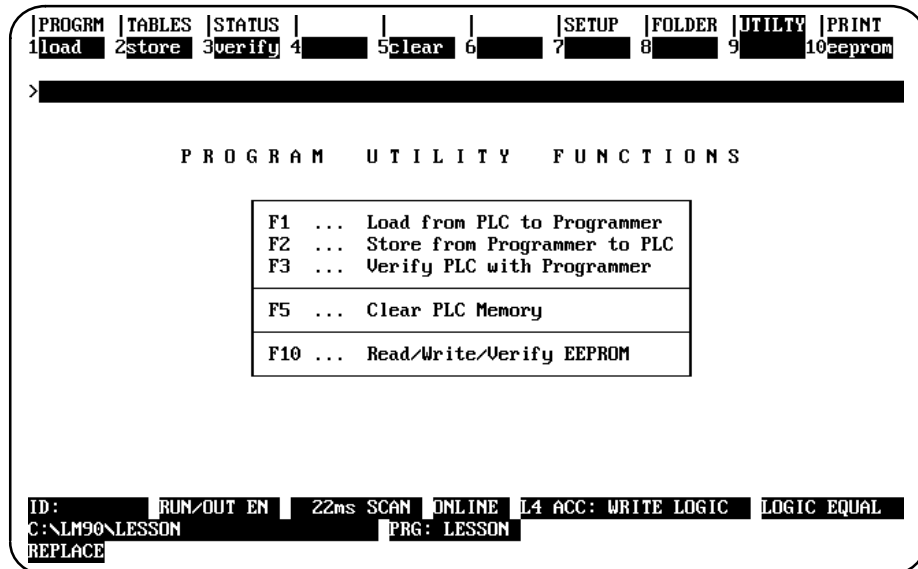 |PROGRM |TABLES |STATUS | | | |SETUP |FOLDER |UTILTY |PRINT
1load 2store 3verify 4 5clear 6 7 8 9 10eeprom
>
P R O G R A M   U T I L I T Y   F U N C T I O N S
F1 ... Load from PLC to Programmer
F2 ... Store from Programmer to PLC
F3 ... Verify PLC with Programmer
F5 ... Clear PLC Memory
F10 ... Read/Write/Verify EEPROM
ID: RUN/OUT EN 22ms SCAN ONLINE L4 ACC: WRITE LOGIC LOGIC EQUAL
C:\LM90\LESSON PRG: LESSON
REPLACE